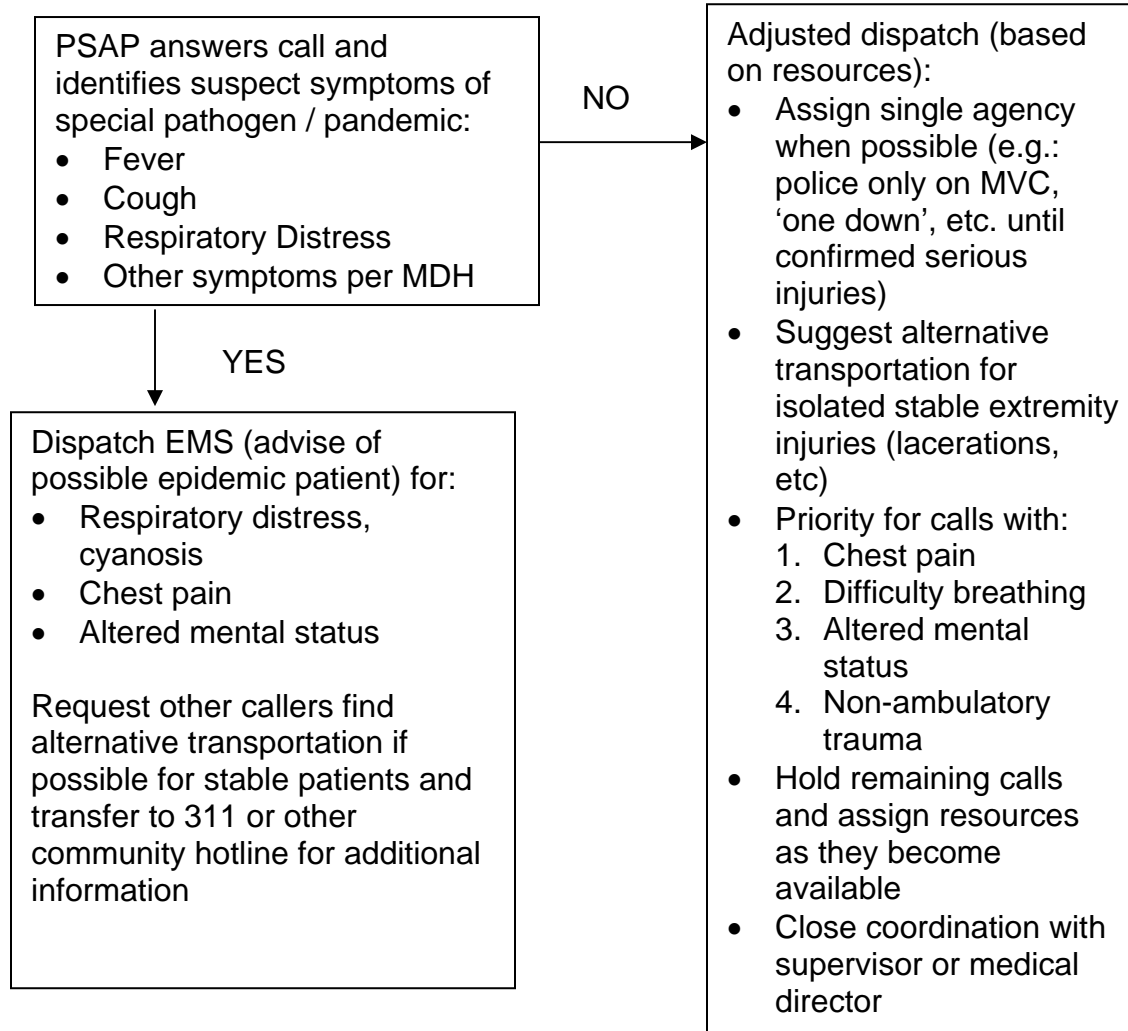 PSAP answers call and
identifies suspect symptoms of
special pathogen / pandemic:
• Fever
• Cough
• Respiratory Distress
• Other symptoms per MDH
NO
YES
Dispatch EMS (advise of
possible epidemic patient) for:
• Respiratory distress,
cyanosis
• Chest pain
• Altered mental status
Request other callers find
alternative transportation if
possible for stable patients and
transfer to 311 or other
community hotline for additional
information
Adjusted dispatch (based
on resources):
• Assign single agency
when possible (e.g.:
police only on MVC,
‘one down’, etc. until
confirmed serious
injuries)
• Suggest alternative
transportation for
isolated stable extremity
injuries (lacerations,
etc)
• Priority for calls with:
1. Chest pain
2. Difficulty breathing
3. Altered mental
status
4. Non-ambulatory
trauma
• Hold remaining calls
and assign resources
as they become
available
• Close coordination with
supervisor or medical
director